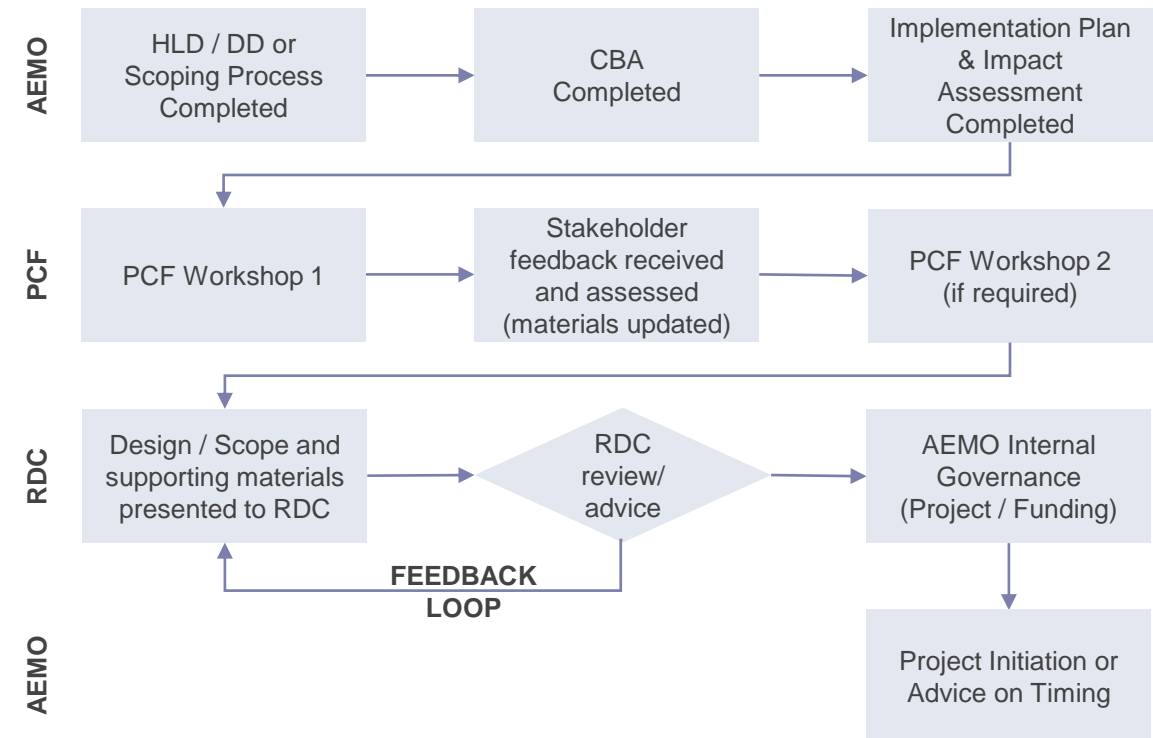 AEMO
HLD / DD or
Scoping Process
Completed
CBA
Completed
Implementation Plan
& Impact
Assessment
Completed
PCF
PCF Workshop 1
Stakeholder
feedback received
and assessed
(materials updated)
PCF Workshop 2
(if required)
RDC
Design / Scope and
supporting materials
presented to RDC
RDC
review/
advice
AEMO Internal
Governance
(Project / Funding)
FEEDBACK
LOOP
AEMO
Project Initiation or
Advice on Timing